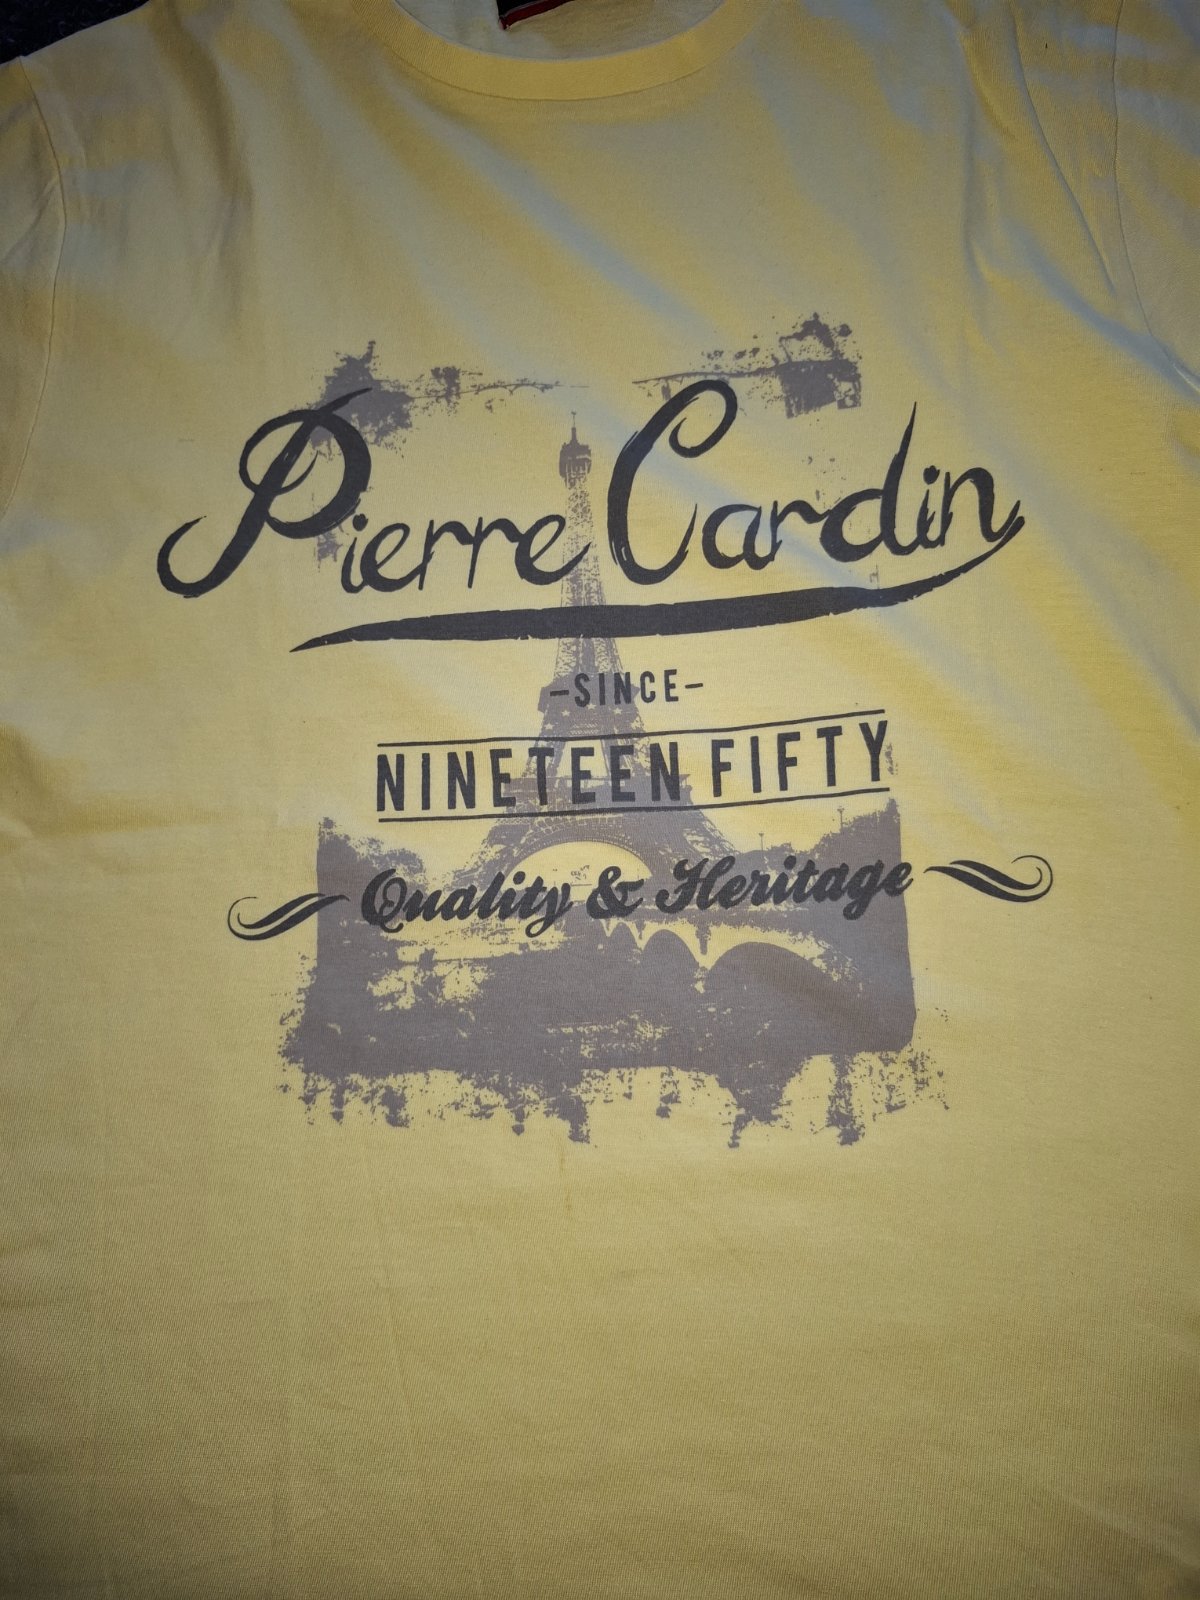 Pierre Cardin
-SINCE-
NINETEEN FIFTY
Quality & Heritage